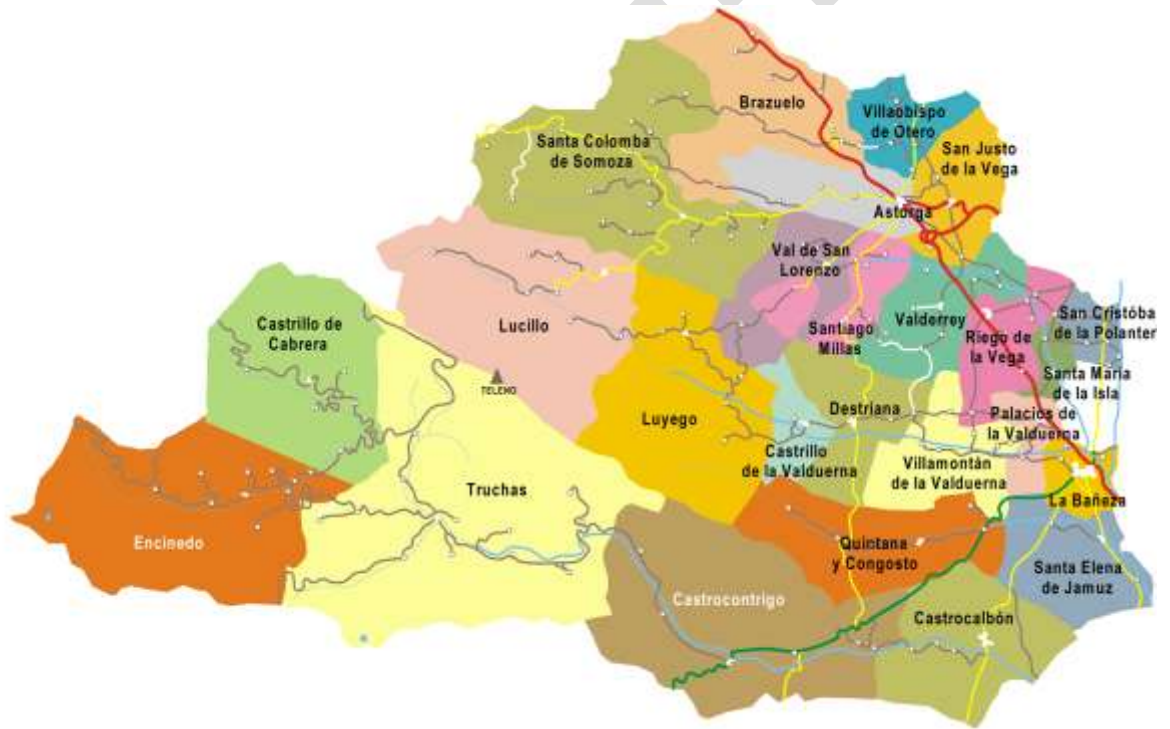 Brazuelo
Villaobispo
de Otero
Santa Colomba
de Somoza
San Justo
de la Vega
Astorga
Val de San
Lorenzo
Castrillo de
Cabrera
Lucillo
Santiago
Millas
Valderrey
San Cristóba
de la Polanter
Riego de
la Vega
Santa María
de la Isla
TELENO
Luyego
Destriana
Palacios de
la Valduerna
Castrillo
de la Valduerna
Villamontán
de la Valduerna
Truchas
La Bañeza
Encinedo
Quintana
y Congosto
Santa Elena
de Jamuz
Castrocontrigo
Castrocalbón